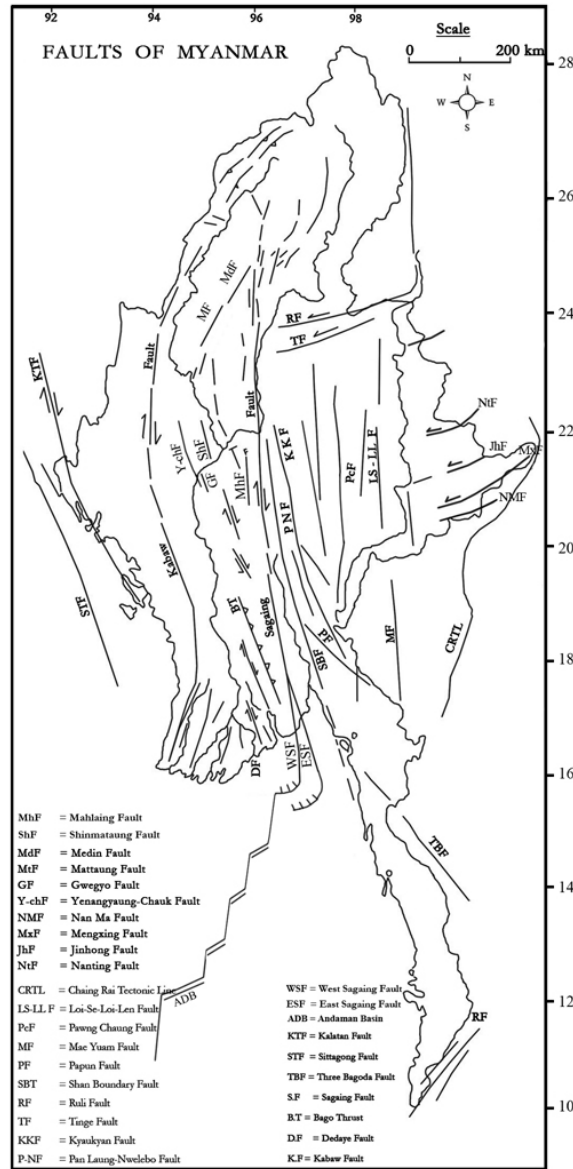 92 94 96 98
FAULTS OF MYANMAR
Scale
0 200 km
N
W E
S
28
26
24
22
20
18
16
14
12
10
MdF
MF
RF
TF
KTF
Fault
Fault
NtF
JhF
MxF
NMF
Y-chF
ShF
GF
MhF
KKF
PcF
LS - LL F
PNF
Kabaw
BT
Sagaing
STF
SBF
PF
MF
CRTL
DF
WSF
ESF
TBF
ADB
RF
MhF = Mahlaing Fault
ShF = Shinmataung Fault
MdF = Medin Fault
MtF = Mattaung Fault
GF = Gwegyo Fault
Y-chF = Yenangyaung-Chauk Fault
NMF = Nan Ma Fault
MxF = Mengxing Fault
JhF = Jinhong Fault
NtF = Nanting Fault
CRTL = Chaing Rai Tectonic Line
LS-LL F = Loi-Se-Loi-Len Fault
PcF = Pawng Chaung Fault
MF = Mae Yuam Fault
PF = Papun Fault
SBT = Shan Boundary Fault
RF = Ruli Fault
TF = Tinge Fault
KKF = Kyaukyan Fault
P-NF = Pan Laung-Nwelebo Fault
WSF = West Sagaing Fault
ESF = East Sagaing Fault
ADB = Andaman Basin
KTF = Kalatan Fault
STF = Sittagong Fault
TBF = Three Bagoda Fault
S.F = Sagaing Fault
B.T = Bago Thrust
D.F = Dedaye Fault
K.F = Kabaw Fault